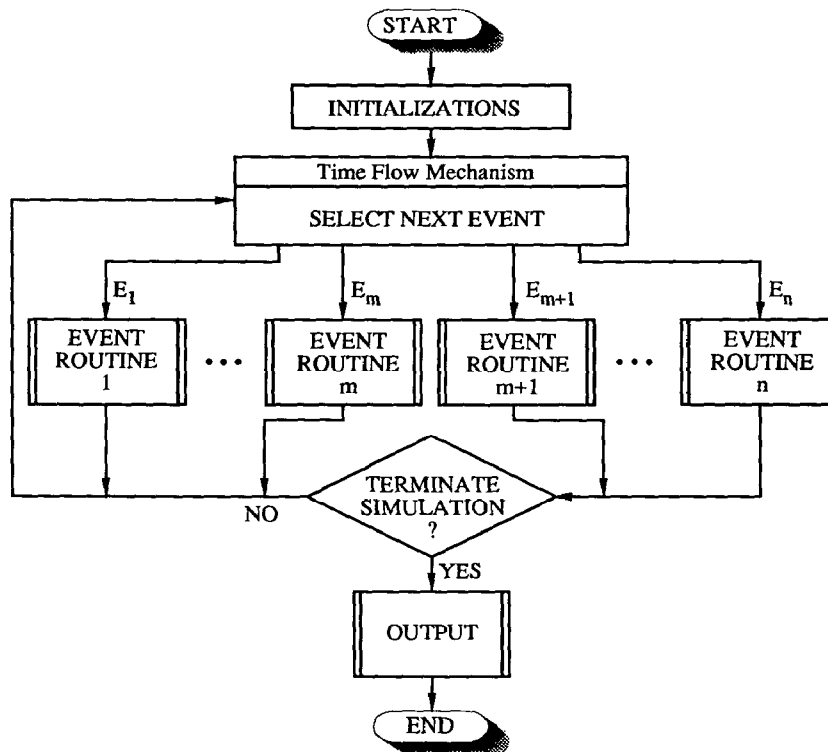 START
INITIALIZATIONS
Time Flow Mechanism
SELECT NEXT EVENT
E1
Em
Em+1
En
EVENT
ROUTINE
1
• • •
EVENT
ROUTINE
m
EVENT
ROUTINE
m+1
• • •
EVENT
ROUTINE
n
TERMINATE
SIMULATION
?
NO
YES
OUTPUT
END